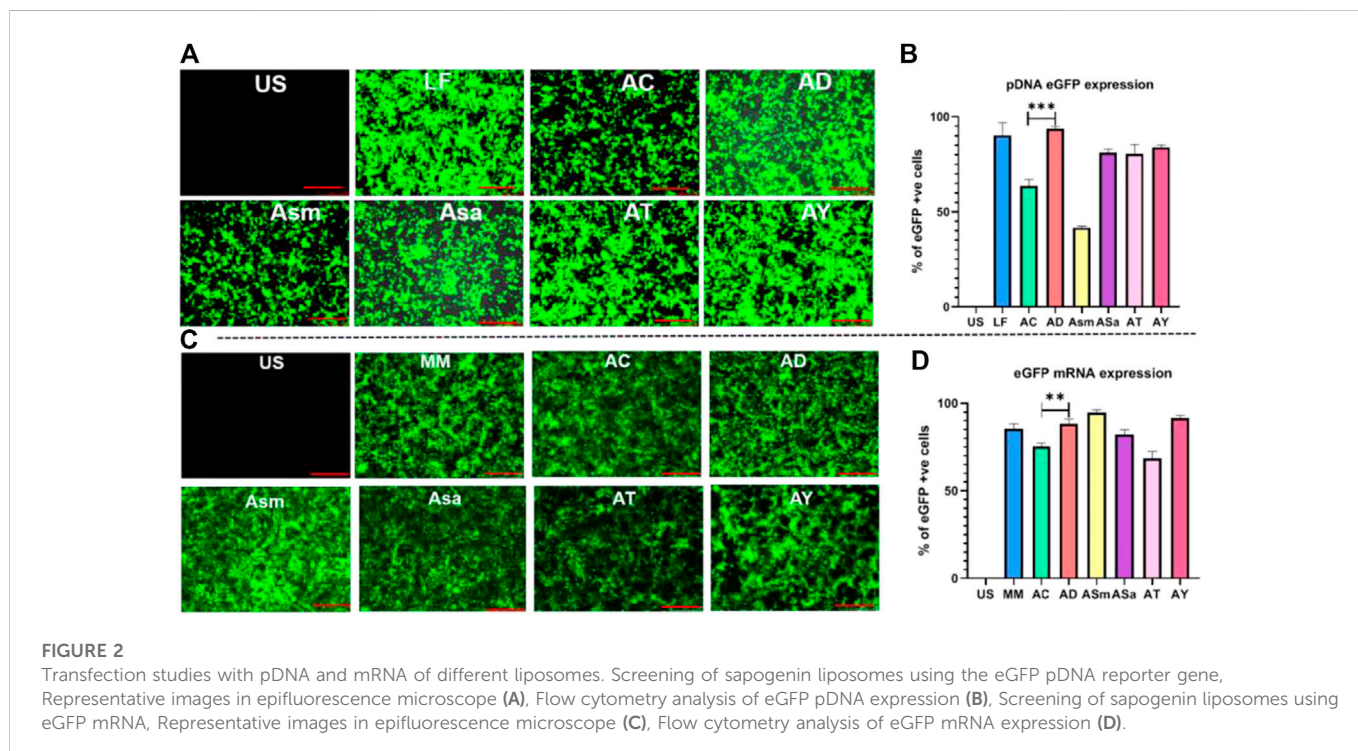 A
US
LF
AC
AD
Asm
Asa
AT
AY
B
pDNA eGFP expression
***
% of eGFP +ve cells
100
50
0
US LF AC AD Asm ASa AT AY
C
US
MM
AC
AD
Asm
Asa
AT
AY
D
eGFP mRNA expression
**
% of eGFP +ve cells
100
50
0
US MM AC AD ASm ASa AT AY
FIGURE 2
Transfection studies with pDNA and mRNA of different liposomes. Screening of sapogenin liposomes using the eGFP pDNA reporter gene,
Representative images in epifluorescence microscope (A), Flow cytometry analysis of eGFP pDNA expression (B), Screening of sapogenin liposomes using
eGFP mRNA, Representative images in epifluorescence microscope (C), Flow cytometry analysis of eGFP mRNA expression (D).